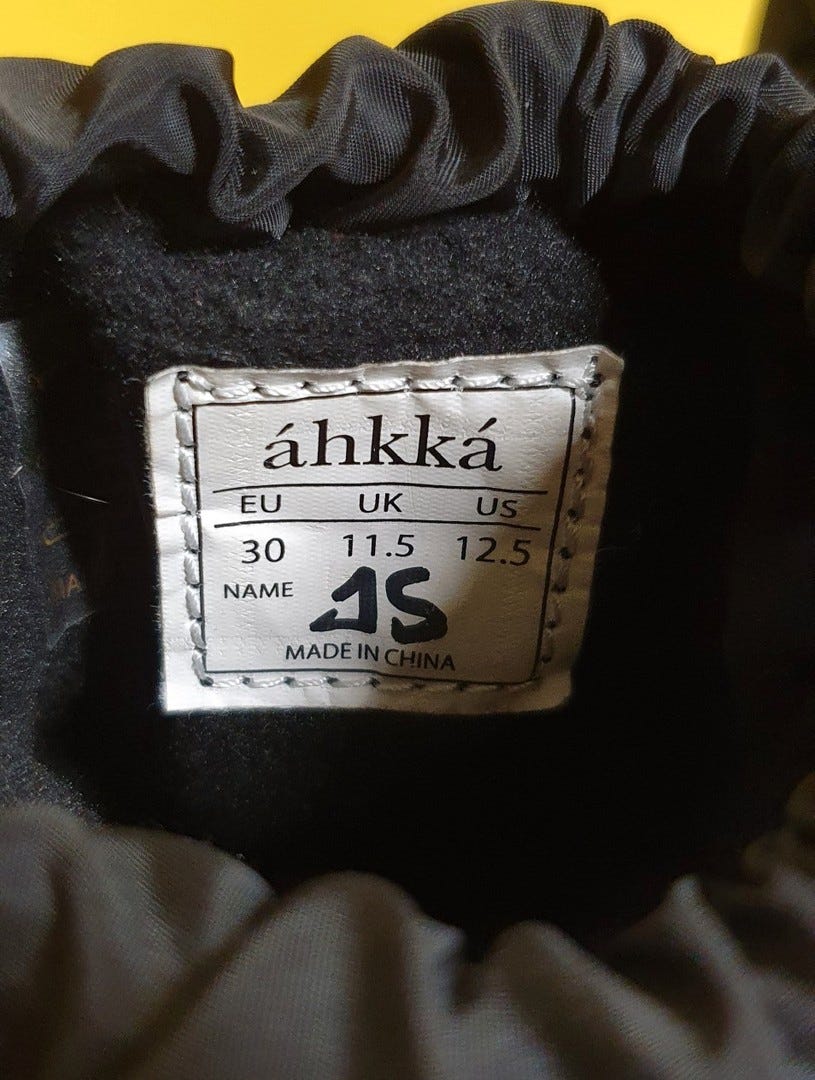 áhkká
EU UK US
30 11.5 12.5
NAME JS
MADE IN CHINA